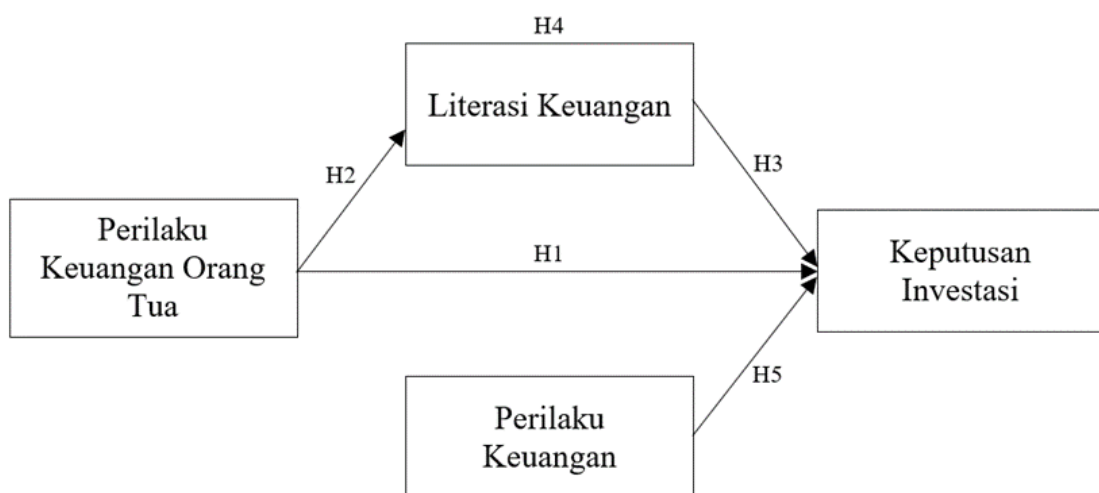 H4
Literasi Keuangan
H2
H3
Perilaku
Keuangan Orang
Tua
H1
Keputusan
Investasi
H5
Perilaku
Keuangan